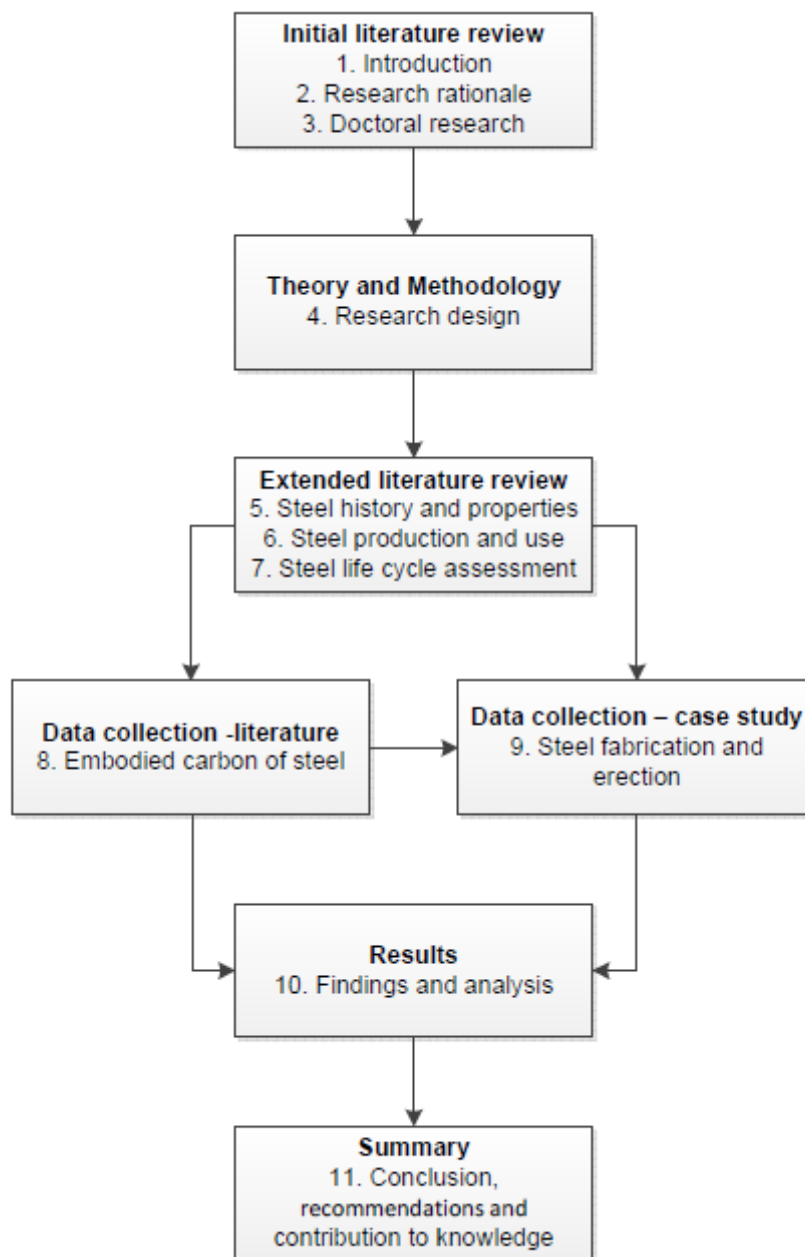 Initial literature review
1. Introduction
2. Research rationale
3. Doctoral research
Theory and Methodology
4. Research design
Extended literature review
5. Steel history and properties
6. Steel production and use
7. Steel life cycle assessment
Data collection -literature
8. Embodied carbon of steel
Data collection – case study
9. Steel fabrication and
erection
Results
10. Findings and analysis
Summary
11. Conclusion,
recommendations and
contribution to knowledge